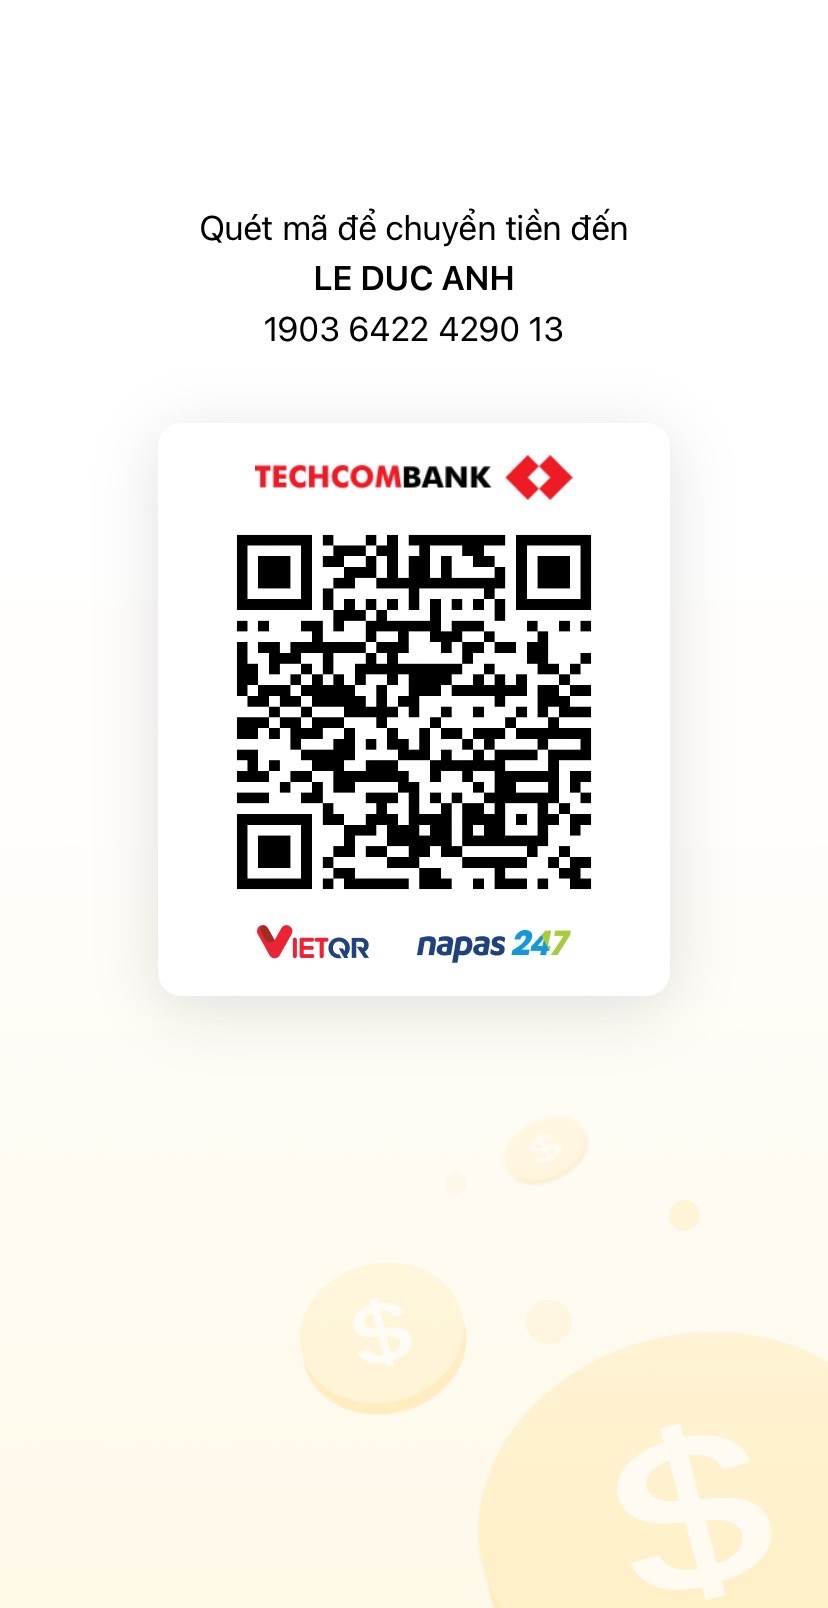 Quét mã để chuyển tiền đến
LE DUC ANH
1903 6422 4290 13
TECHCOMBANK
VIETQR
napas 247
$
$
$